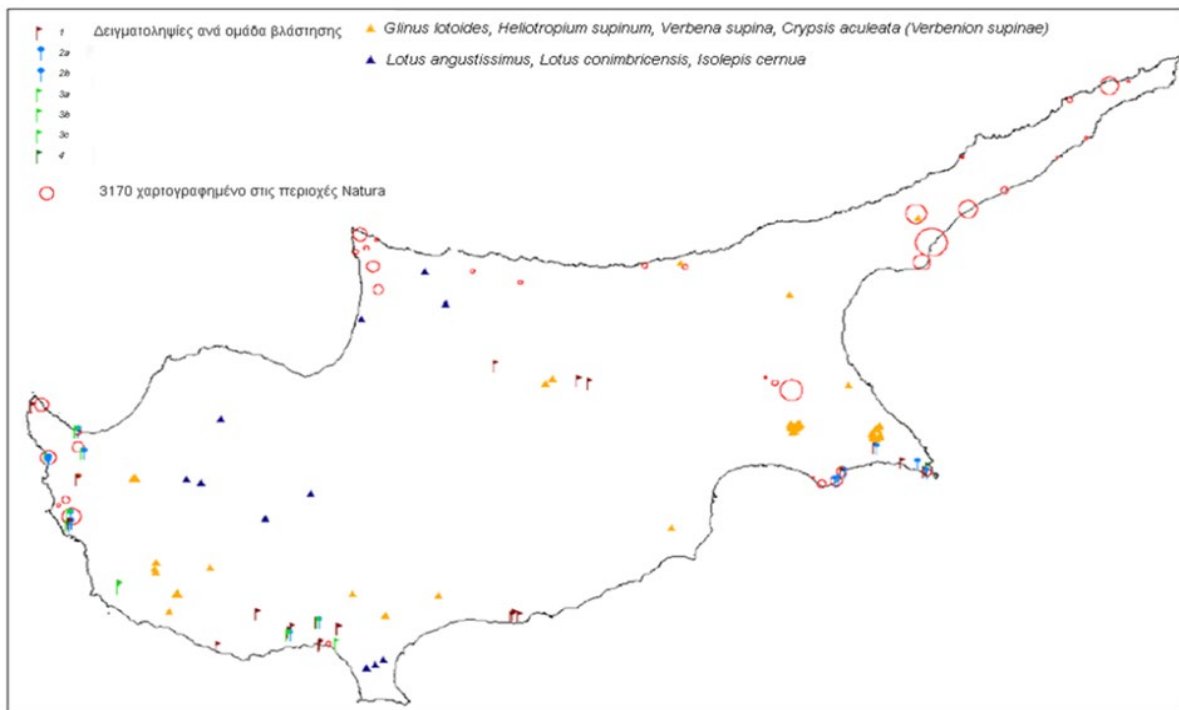 1 Δειγματοληψίες ανά ομάδα βλάστησης
2a
2b
3a
3b
3c
4
3170 χαρτογραφημένο στις περιοχές Natura
Glinus lotoides, Heliotropium supinum, Verbena supina, Crypsis aculeata (Verbenion supinae)
Lotus angustissimus, Lotus conimbricensis, Isolepis cernua